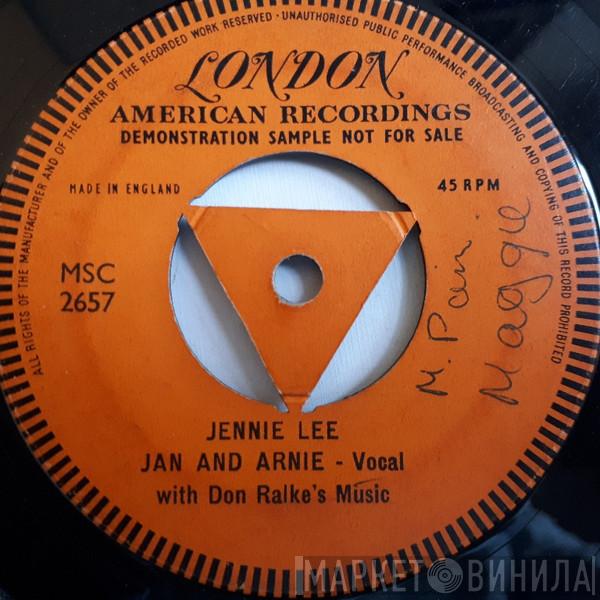 ALL RIGHTS OF THE MANUFACTURER AND OF THE OWNER OF THE RECORDED WORK RESERVED · UNAUTHORISED PUBLIC PERFORMANCE BROADCASTING AND COPYING OF THIS RECORD PROHIBITED
LONDON
AMERICAN RECORDINGS
DEMONSTRATION SAMPLE NOT FOR SALE
MADE IN ENGLAND
45 RPM
MSC
2657
M. Pain.
Maggie
JENNIE LEE
JAN AND ARNIE - Vocal
with Don Ralke's Music
МАРКЕТ ВИНИЛА